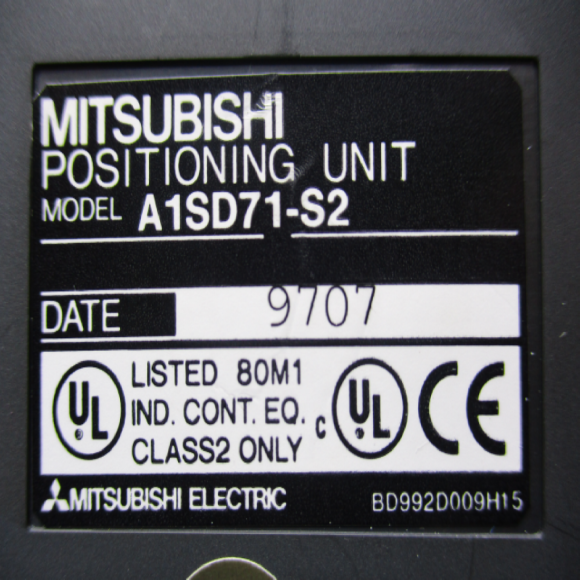 MITSUBISHI
POSITIONING UNIT
MODEL A1SD71-S2
DATE 9707
UL LISTED 80M1
IND. CONT. EQ.
CLASS2 ONLY
c UL CE
MITSUBISHI ELECTRIC BD992D009H15